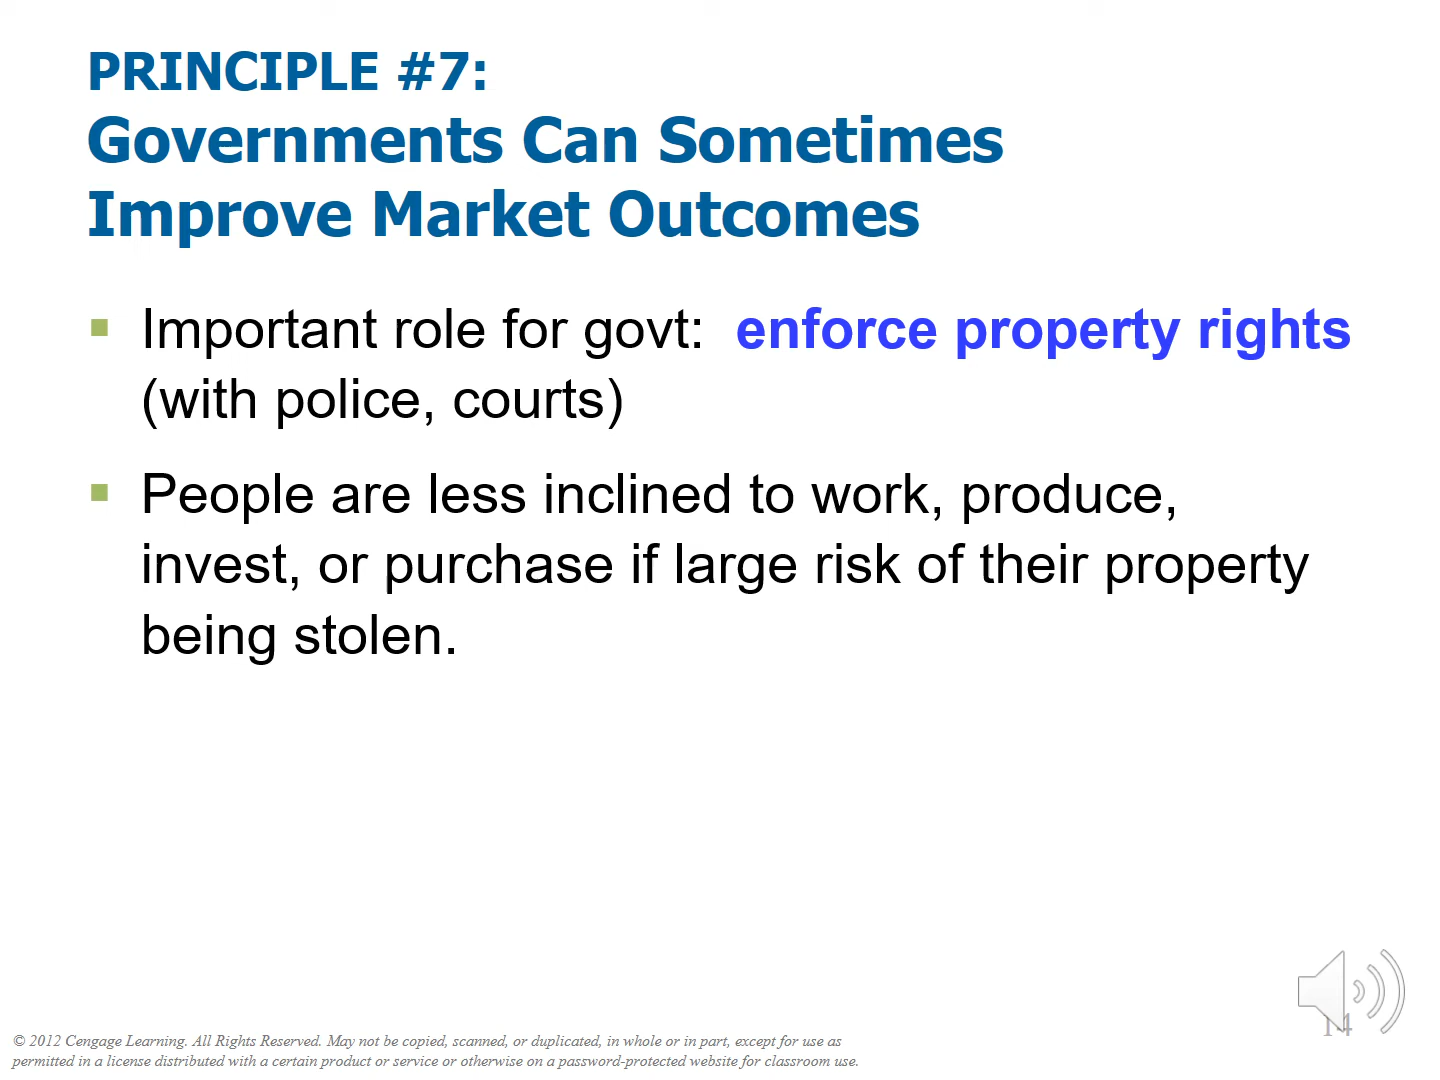 PRINCIPLE #7:
Governments Can Sometimes
Improve Market Outcomes
▪ Important role for govt: enforce property rights
(with police, courts)
▪ People are less inclined to work, produce,
invest, or purchase if large risk of their property
being stolen.
14
© 2012 Cengage Learning. All Rights Reserved. May not be copied, scanned, or duplicated, in whole or in part, except for use as
permitted in a license distributed with a certain product or service or otherwise on a password-protected website for classroom use.